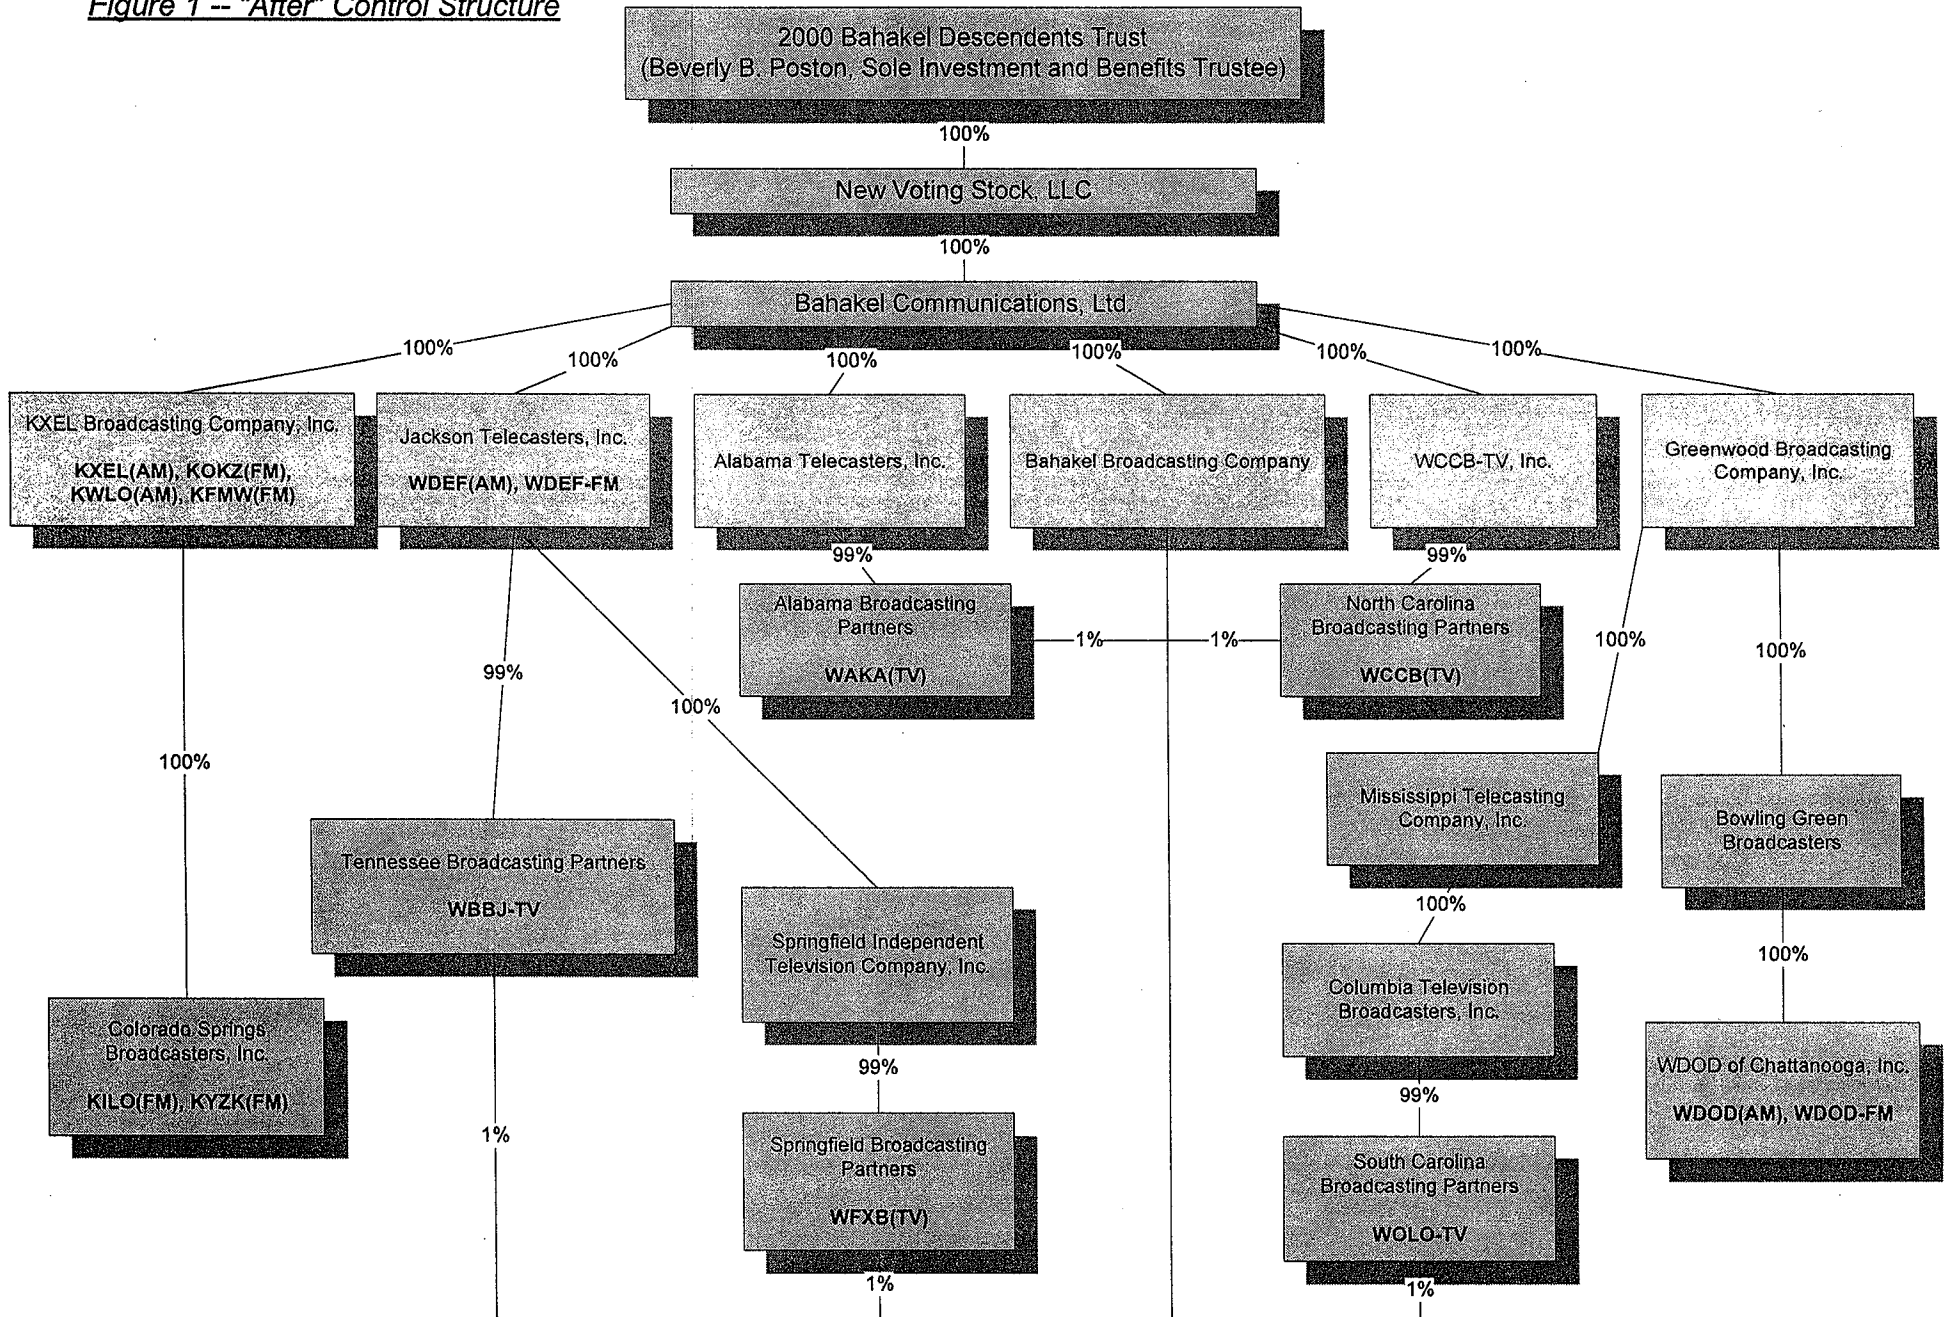 Figure 1 -- "After" Control Structure
2000 Bahakel Descendents Trust
(Beverly B. Poston, Sole Investment and Benefits Trustee)
100%
New Voting Stock, LLC
100%
Bahakel Communications, Ltd.
100%
100%
100%
100%
100%
100%
KXEL Broadcasting Company, Inc.
KXEL(AM), KOKZ(FM),
KWLO(AM), KFMW(FM)
Jackson Telecasters, Inc.
WDEF(AM), WDEF-FM
Alabama Telecasters, Inc.
Bahakel Broadcasting Company
WCCB-TV, Inc.
Greenwood Broadcasting
Company, Inc.
99%
99%
Alabama Broadcasting
Partners
WAKA(TV)
1%
1%
North Carolina
Broadcasting Partners
WCCB(TV)
100%
100%
99%
100%
100%
Mississippi Telecasting
Company, Inc.
Bowling Green
Broadcasters
Tennessee Broadcasting Partners
WBBJ-TV
100%
Springfield Independent
Television Company, Inc.
Columbia Television
Broadcasters, Inc.
100%
Colorado Springs
Broadcasters, Inc.
KILO(FM), KYZK(FM)
99%
99%
WDOD of Chattanooga, Inc.
WDOD(AM), WDOD-FM
1%
Springfield Broadcasting
Partners
WFXB(TV)
South Carolina
Broadcasting Partners
WOLO-TV
1%
1%